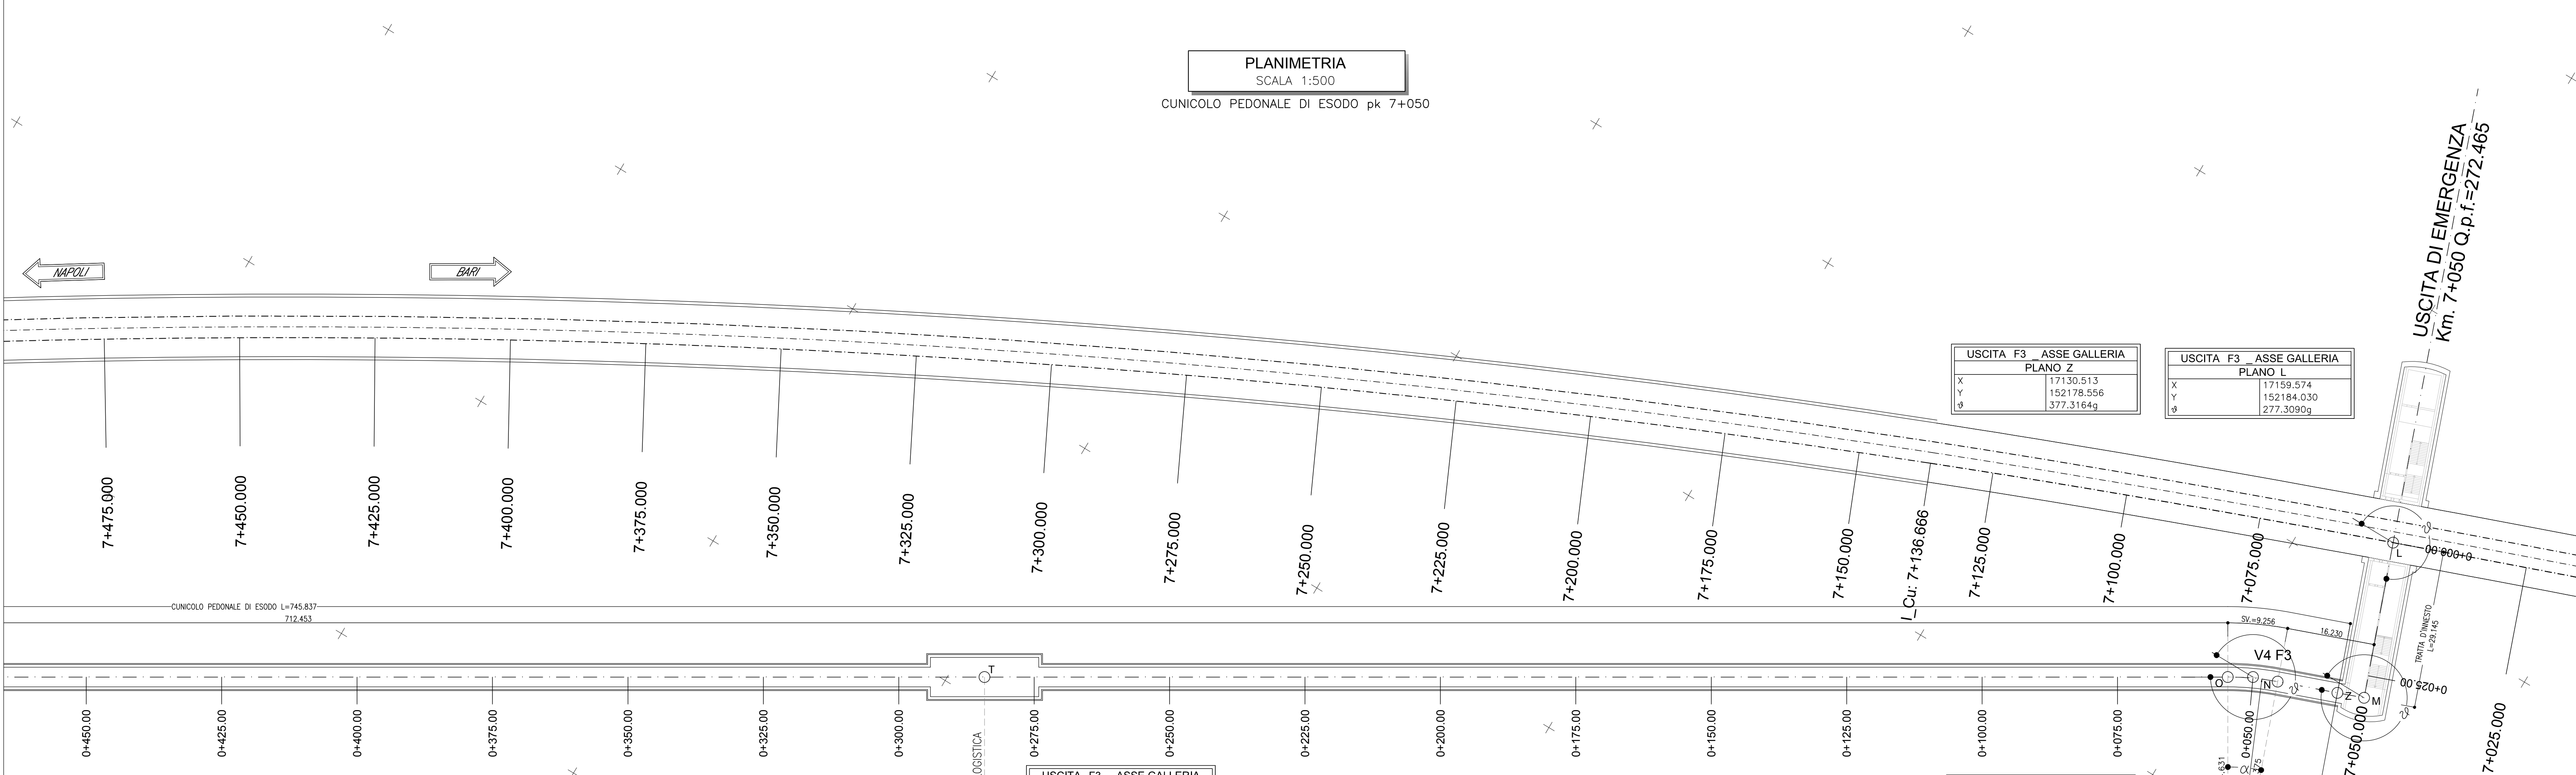 PLANIMETRIA
SCALA 1:500
CUNICOLO PEDONALE DI ESODO pk 7+050
USCITA DI EMERGENZA
Km. 7+050 Q.p.f.=272.465
NAPOLI
BARI
USCITA F3 _ ASSE GALLERIA
PLANO Z
X 17130.513
Y 152178.556
ϑ 377.3164g
USCITA F3 _ ASSE GALLERIA
PLANO L
X 17159.574
Y 152184.030
ϑ 277.3090g
7+475.000
7+450.000
7+425.000
7+400.000
7+375.000
7+350.000
7+325.000
7+300.000
7+275.000
7+250.000
7+225.000
7+200.000
7+175.000
7+150.000
I_Cu: 7+136.666
7+125.000
7+100.000
7+075.000
7+050.000
7+025.000
ϑ
L
0+000.00
CUNICOLO PEDONALE DI ESODO L=745.837
712.453
SV.=9.256
16.230
TRATTA D'INNESTO
L=29.145
V4 F3
T
O
N
ϑ
Z
M
0+025.00
ϑ
0+450.00
0+425.00
0+400.00
0+375.00
0+350.00
0+325.00
0+300.00
0+275.00
0+250.00
0+225.00
0+200.00
0+175.00
0+150.00
0+125.00
0+100.00
0+075.00
0+050.00
LOGISTICA
α
USCITA F3 _ ASSE GALLERIA